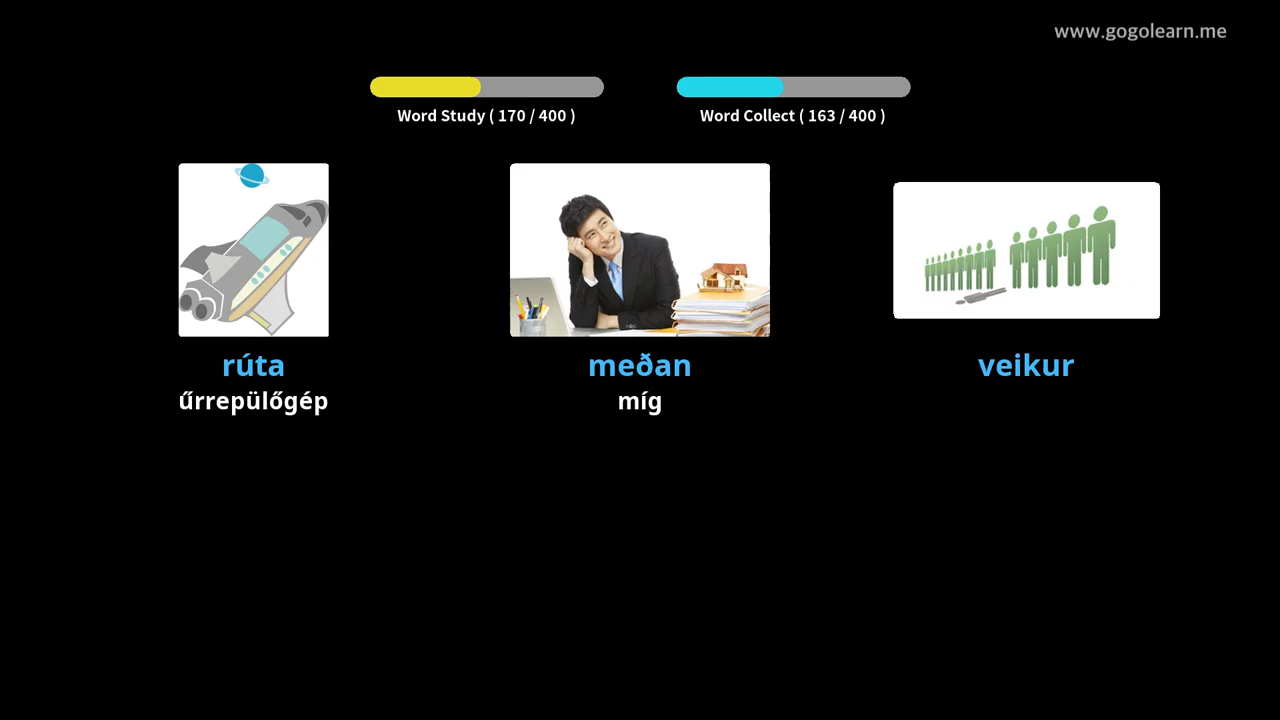 www.gogolearn.me
Word Study ( 170 / 400 )
Word Collect ( 163 / 400 )
rúta
űrrepülőgép
meðan
míg
veikur